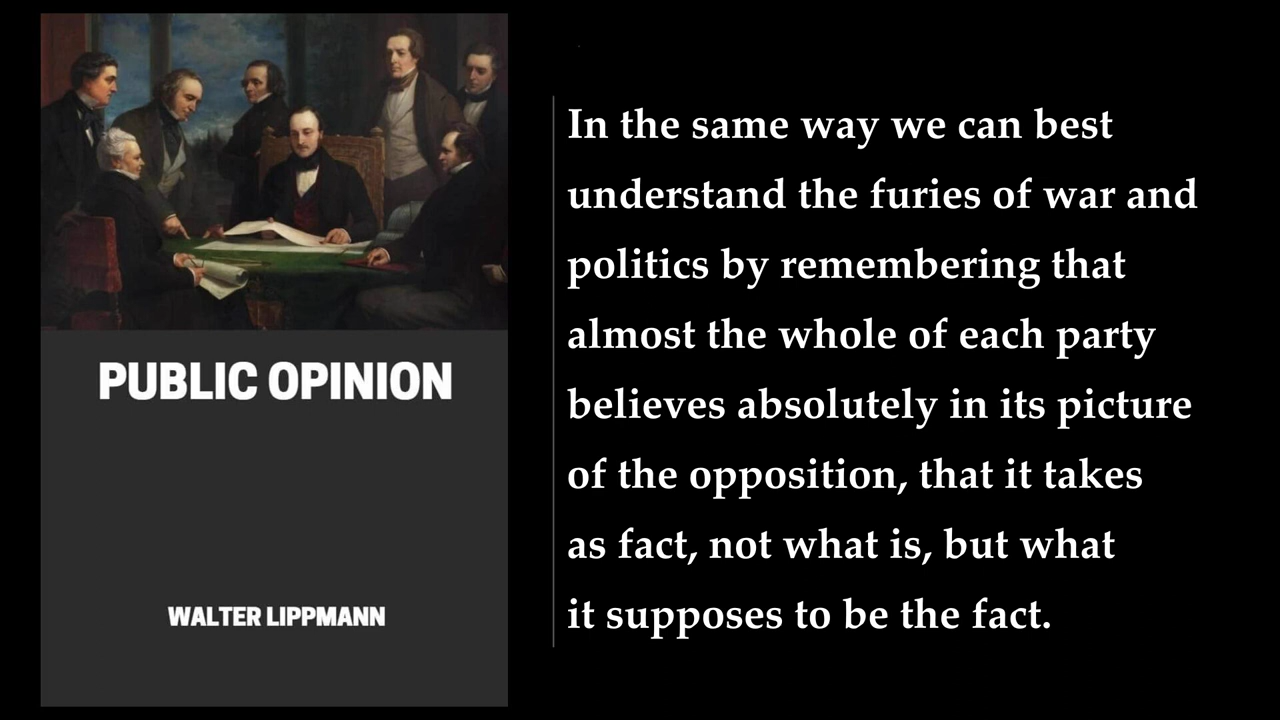 PUBLIC OPINION
WALTER LIPPMANN
In the same way we can best
understand the furies of war and
politics by remembering that
almost the whole of each party
believes absolutely in its picture
of the opposition, that it takes
as fact, not what is, but what
it supposes to be the fact.